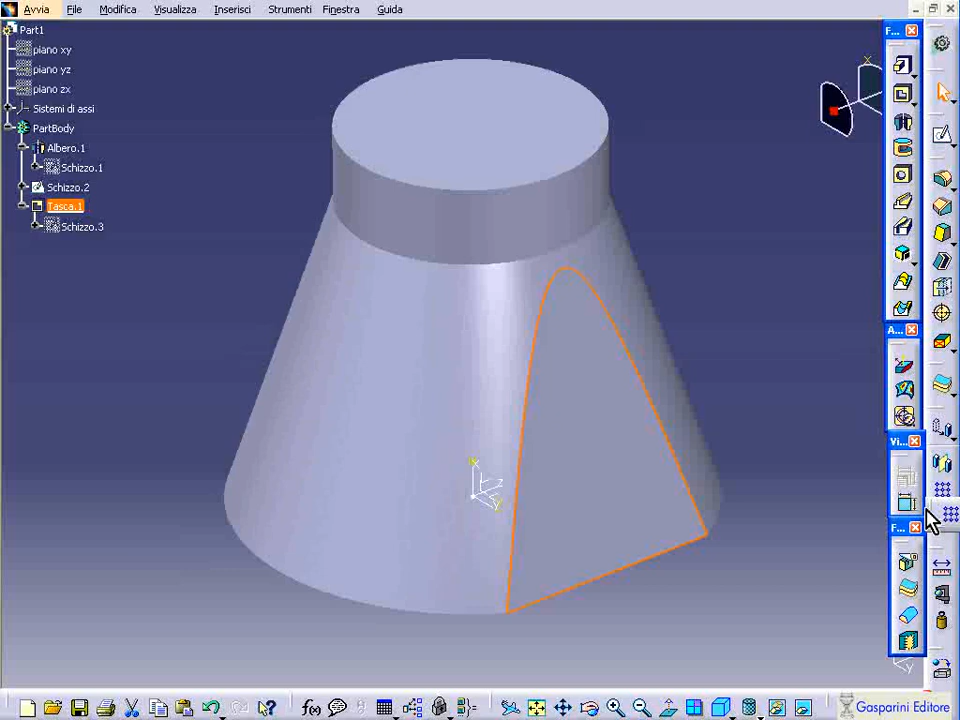 Avvia File Modifica Visualizza Inserisci Strumenti Finestra Guida
Part1
piano xy
piano yz
piano zx
Sistemi di assi
PartBody
Albero.1
Schizzo.1
Schizzo.2
Tasca.1
Schizzo.3
F...
A...
Vi...
F...
x
x
z
y
y
f(x)
Gasparini Editore